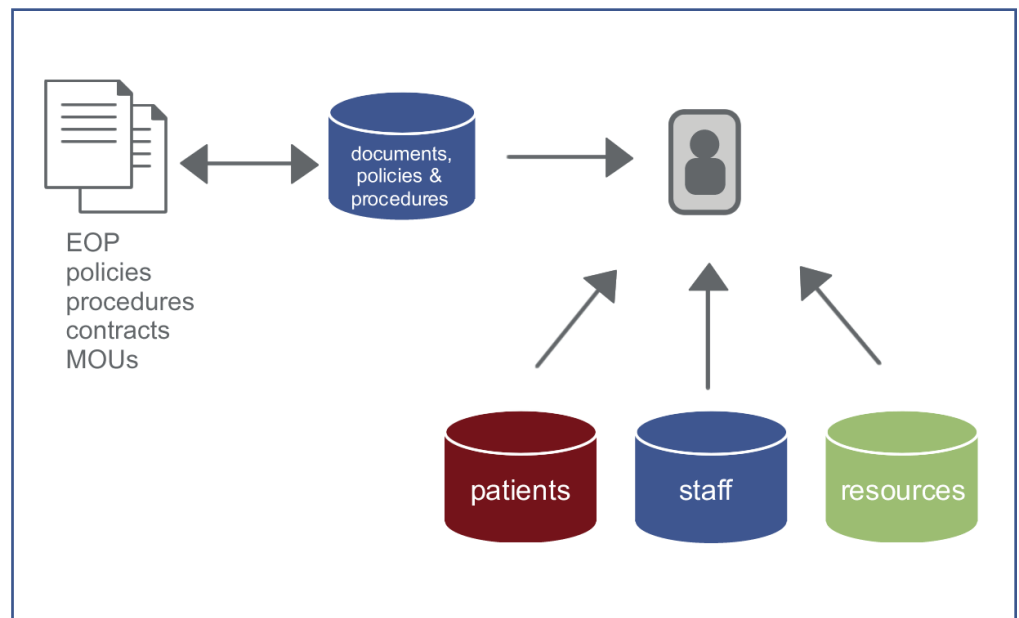 documents,
policies &
procedures
EOP
policies
procedures
contracts
MOUs
patients
staff
resources